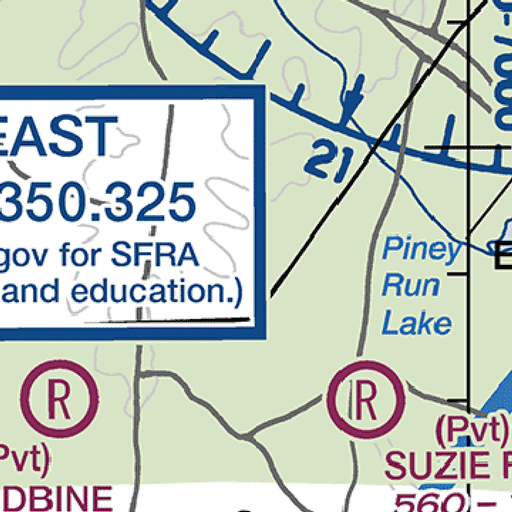 EAST
350.325
gov for SFRA
and education.)
21
Piney
Run
Lake
R
R
(Pvt)
SUZIE
560 –
Pvt)
DBINE